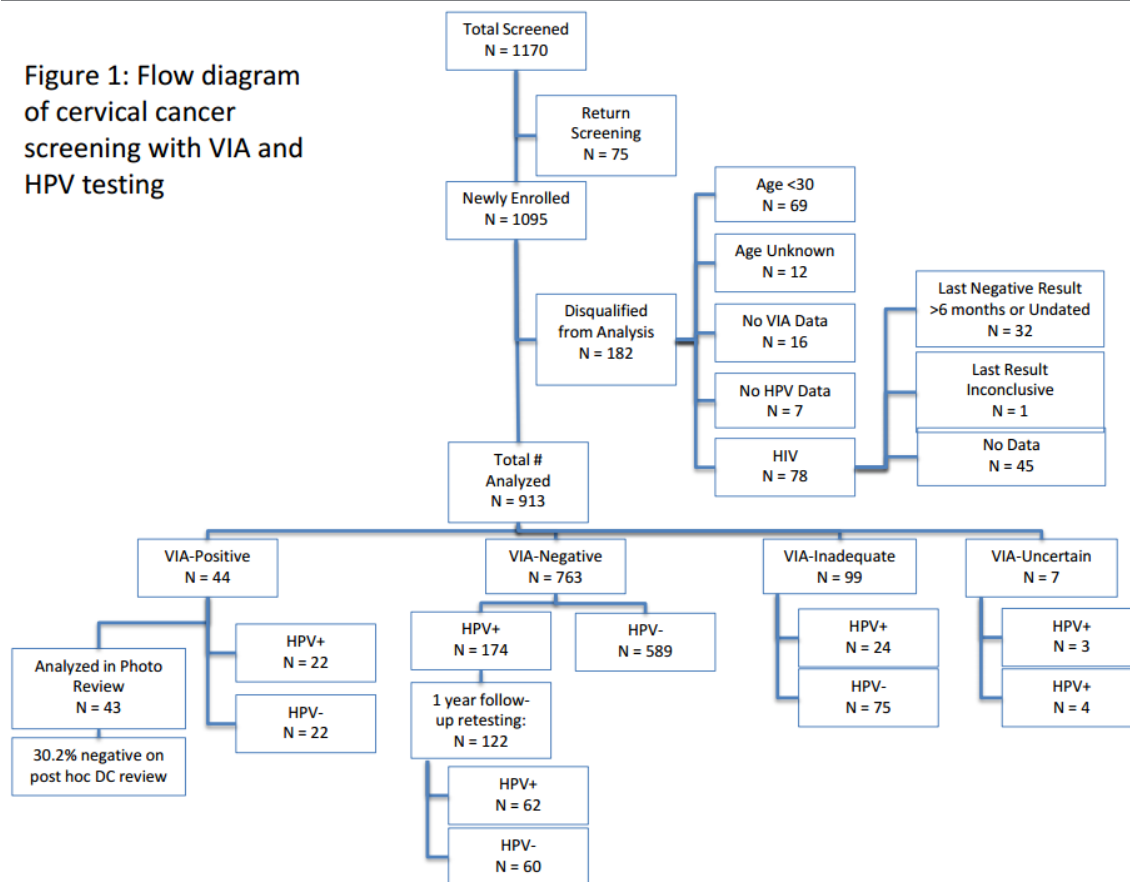 Figure 1: Flow diagram
of cervical cancer
screening with VIA and
HPV testing
Total Screened
N = 1170
Return
Screening
N = 75
Newly Enrolled
N = 1095
Disqualified
from Analysis
N = 182
Age <30
N = 69
Age Unknown
N = 12
No VIA Data
N = 16
No HPV Data
N = 7
HIV
N = 78
Last Negative Result
>6 months or Undated
N = 32
Last Result
Inconclusive
N = 1
No Data
N = 45
Total #
Analyzed
N = 913
VIA-Positive
N = 44
Analyzed in Photo
Review
N = 43
30.2% negative on
post hoc DC review
HPV+
N = 22
HPV-
N = 22
VIA-Negative
N = 763
HPV+
N = 174
HPV-
N = 589
1 year follow-
up retesting:
N = 122
HPV+
N = 62
HPV-
N = 60
VIA-Inadequate
N = 99
HPV+
N = 24
HPV-
N = 75
VIA-Uncertain
N = 7
HPV+
N = 3
HPV+
N = 4